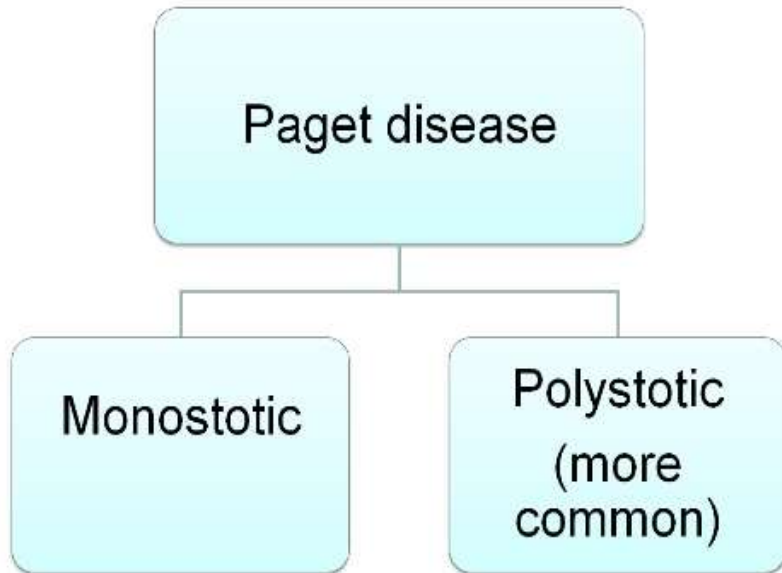 Paget disease
Monostotic
Polystotic
(more
common)